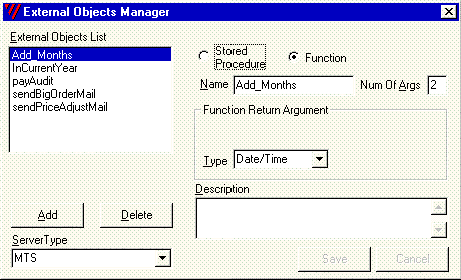 External Objects Manager
External Objects List
Add_Months
InCurrentYear
payAudit
sendBigOrderMail
sendPriceAdjustMail
Stored
Procedure
Function
Name Add_Months Num Of Args 2
Function Return Argument
Type Date/Time
Description
Add Delete
ServerType
MTS
Save Cancel